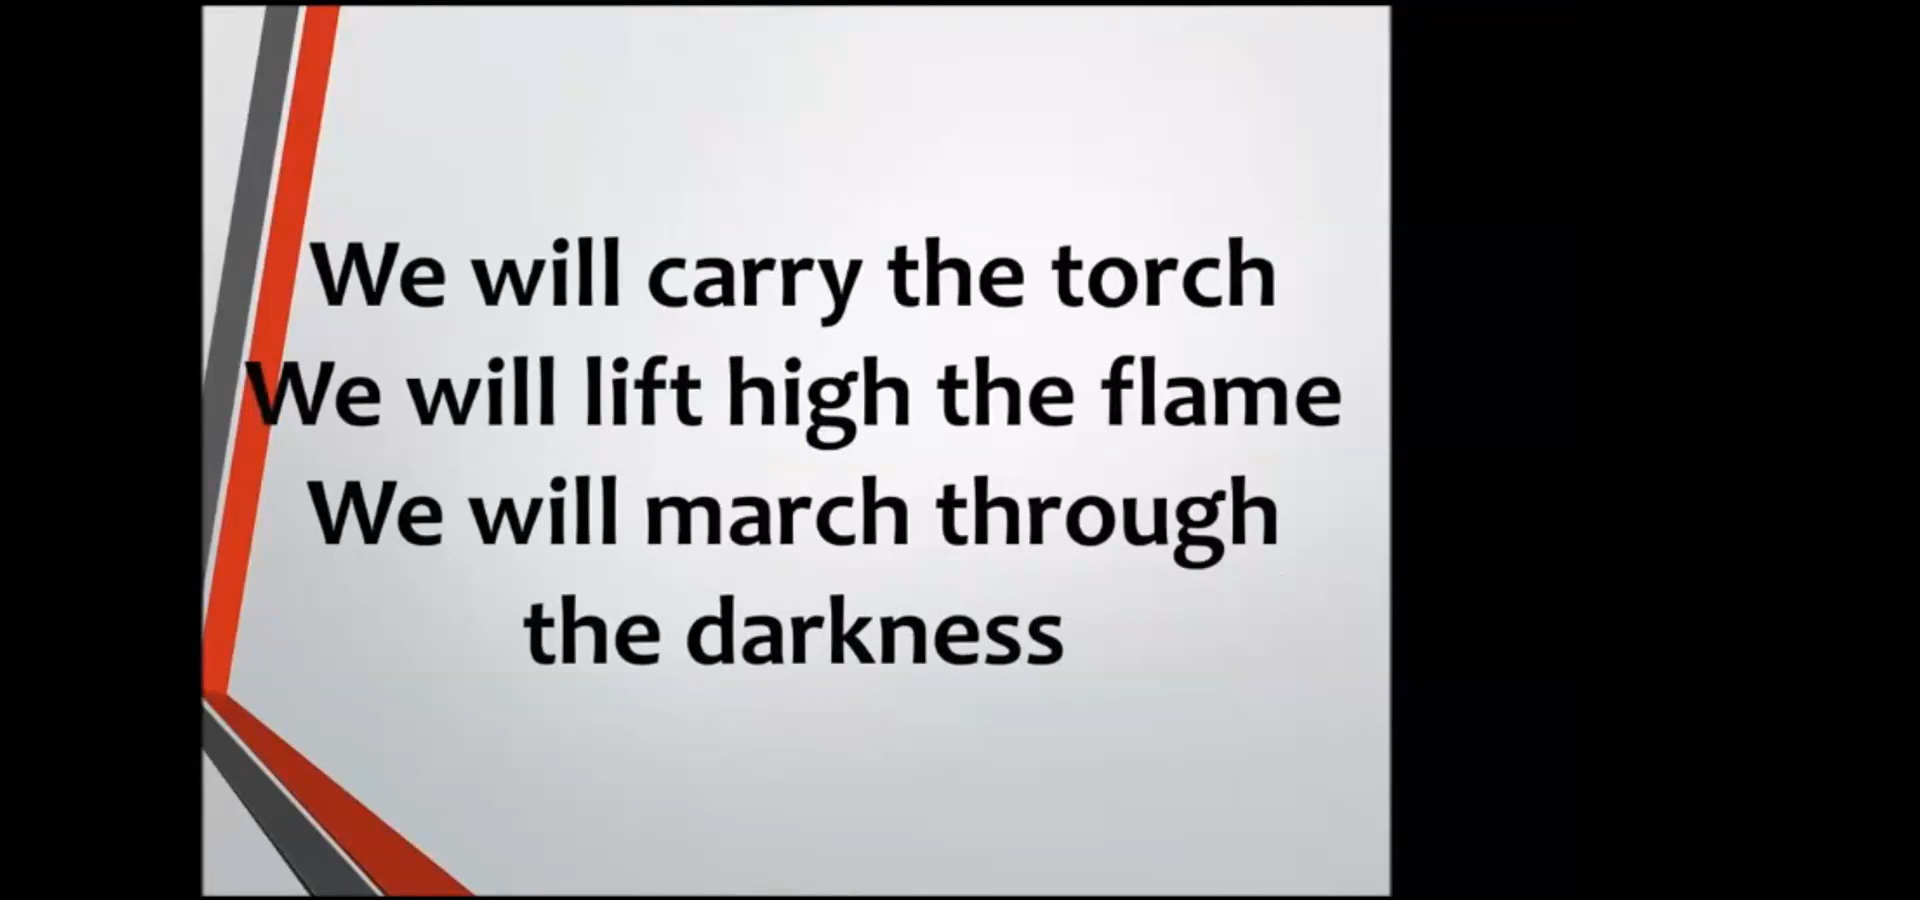 We will carry the torch
We will lift high the flame
We will march through
the darkness